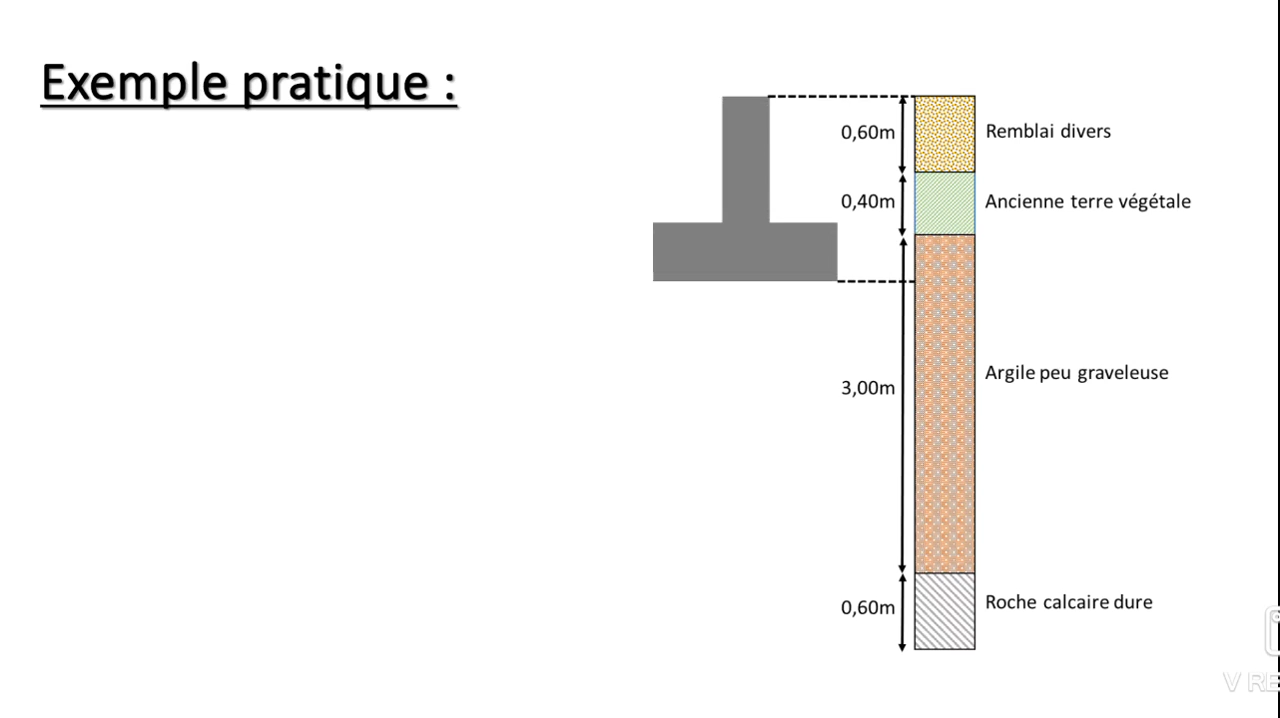 Exemple pratique :
0,60m
Remblai divers
0,40m
Ancienne terre végétale
3,00m
Argile peu graveleuse
0,60m
Roche calcaire dure
V RE